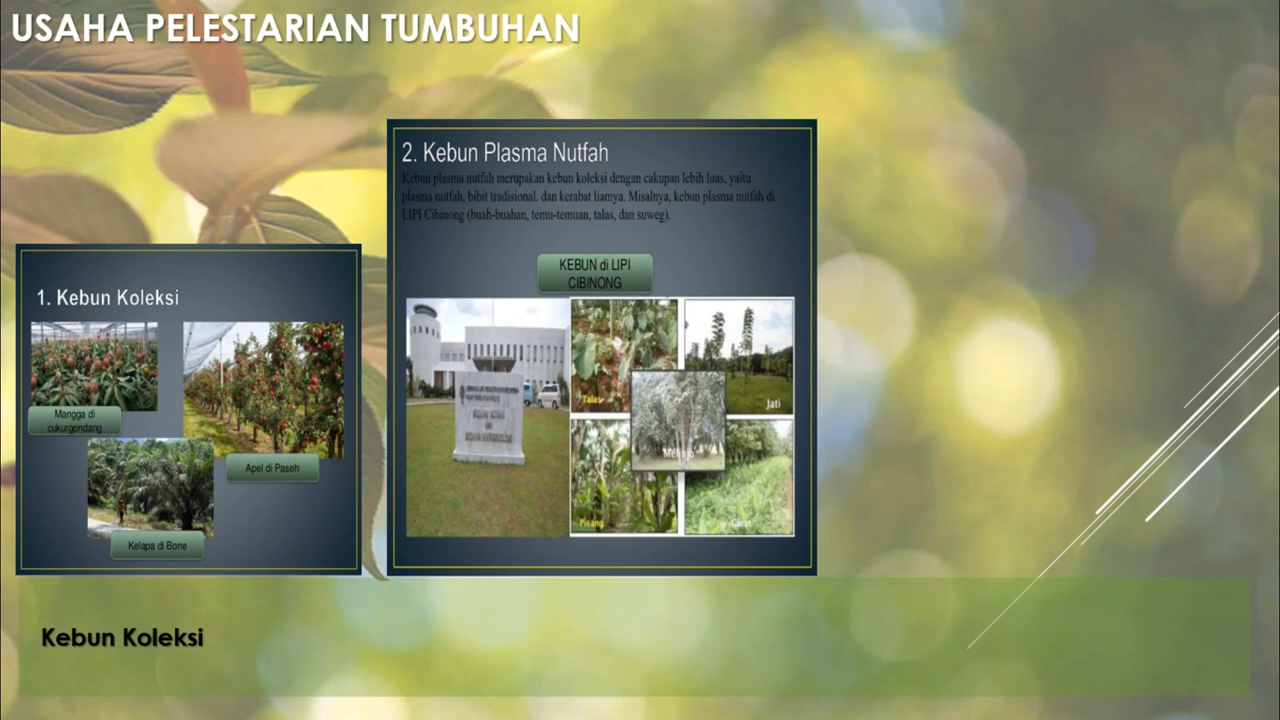 USAHA PELESTARIAN TUMBUHAN
1. Kebun Koleksi
Mangga di
cukurgondang
Apel di Paseh
Kelapa di Bone
2. Kebun Plasma Nutfah
Kebun plasma nutfah merupakan kebun koleksi dengan cakupan lebih luas, yaitu
plasma nutfah, bibit tradisional. dan kerabat liarnya. Misalnya, kebun plasma nutfah di
LIPI Cibinong (buah-buahan, temu-temuan, talas, dan suweg).
KEBUN di LIPI
CIBINONG
Talas
Jati
Melinjo
Pisang
Kebun Koleksi